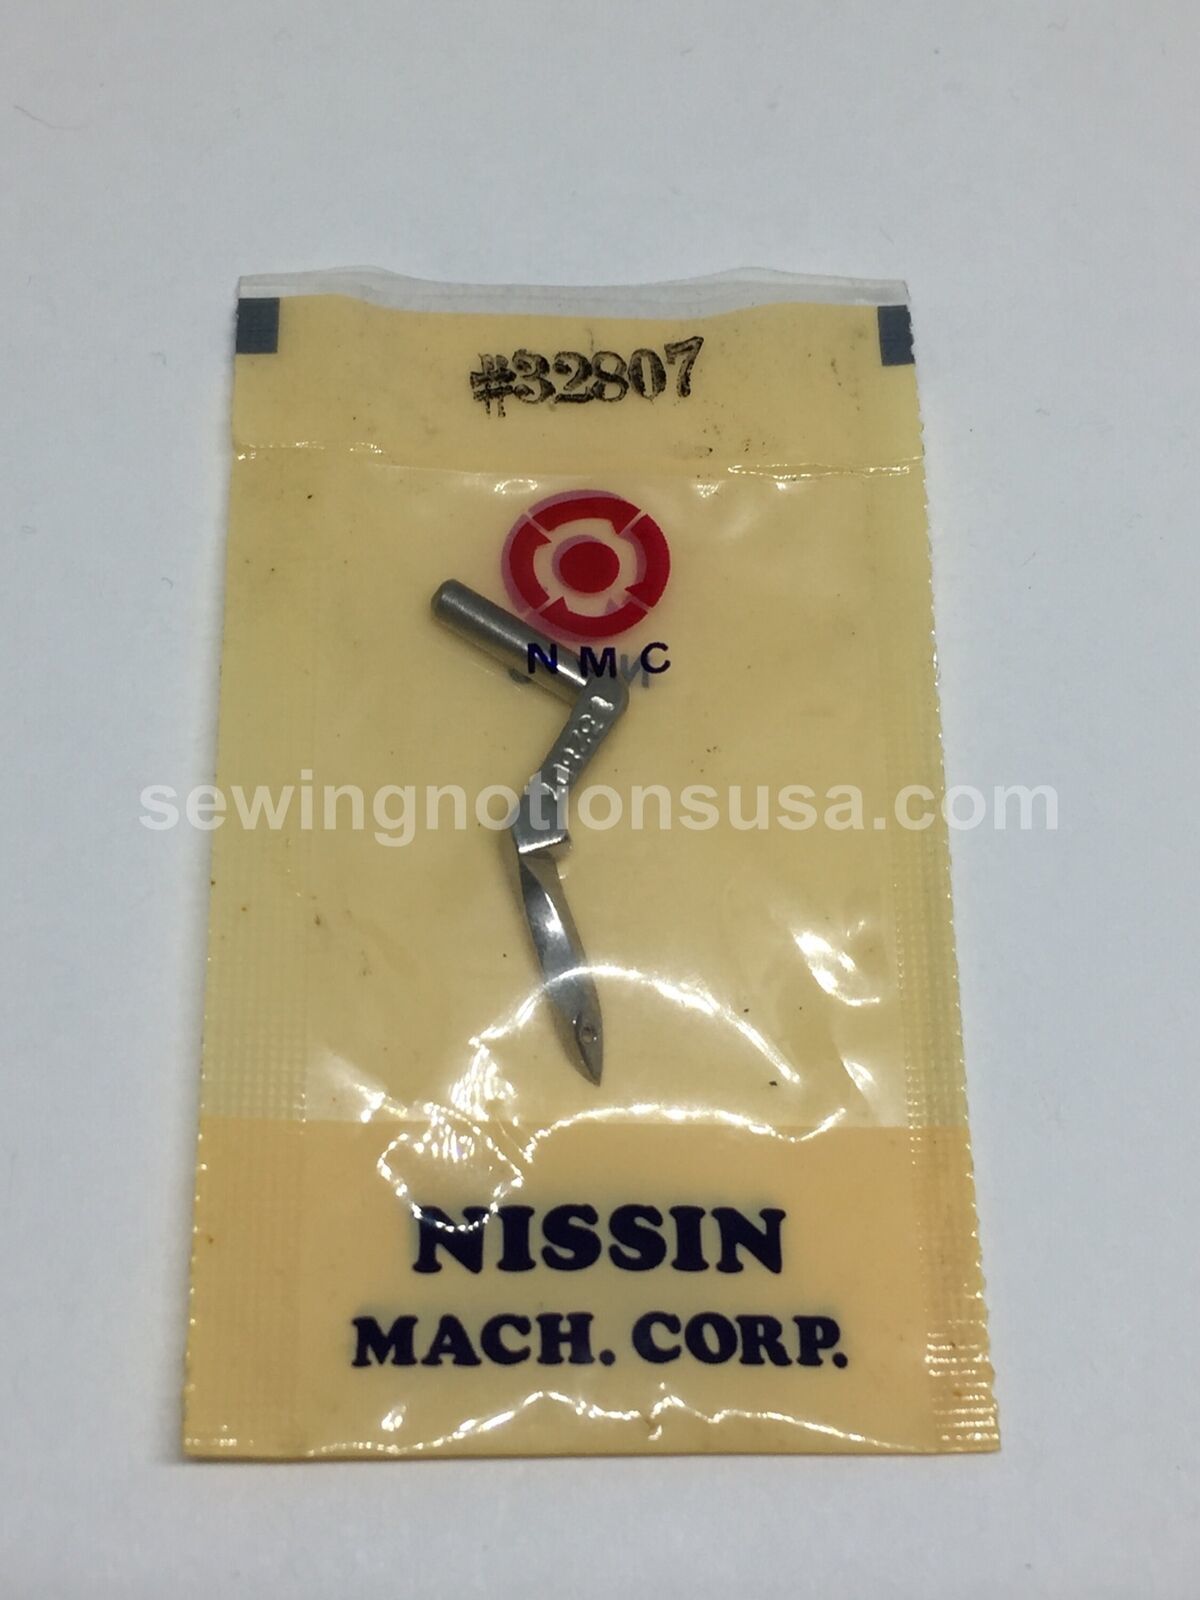 #32807
NMC
sewingnotionsusa.com
NISSIN
MACH. CORP.